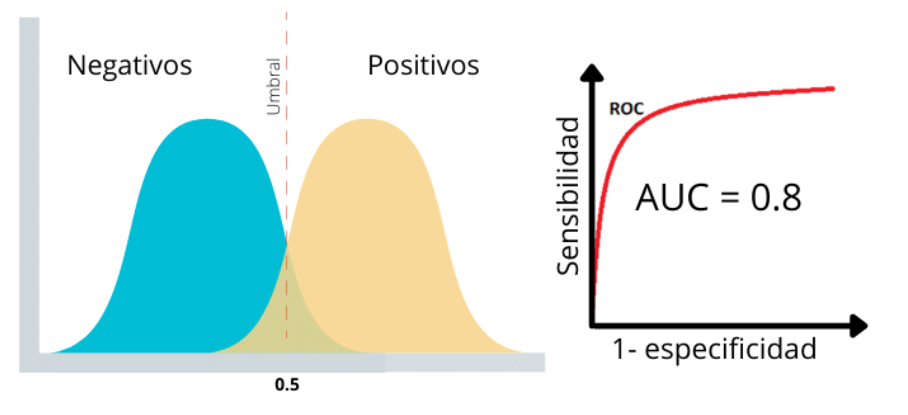 Negativos
Umbral
Positivos
0.5
ROC
Sensibilidad
AUC = 0.8
1- especificidad